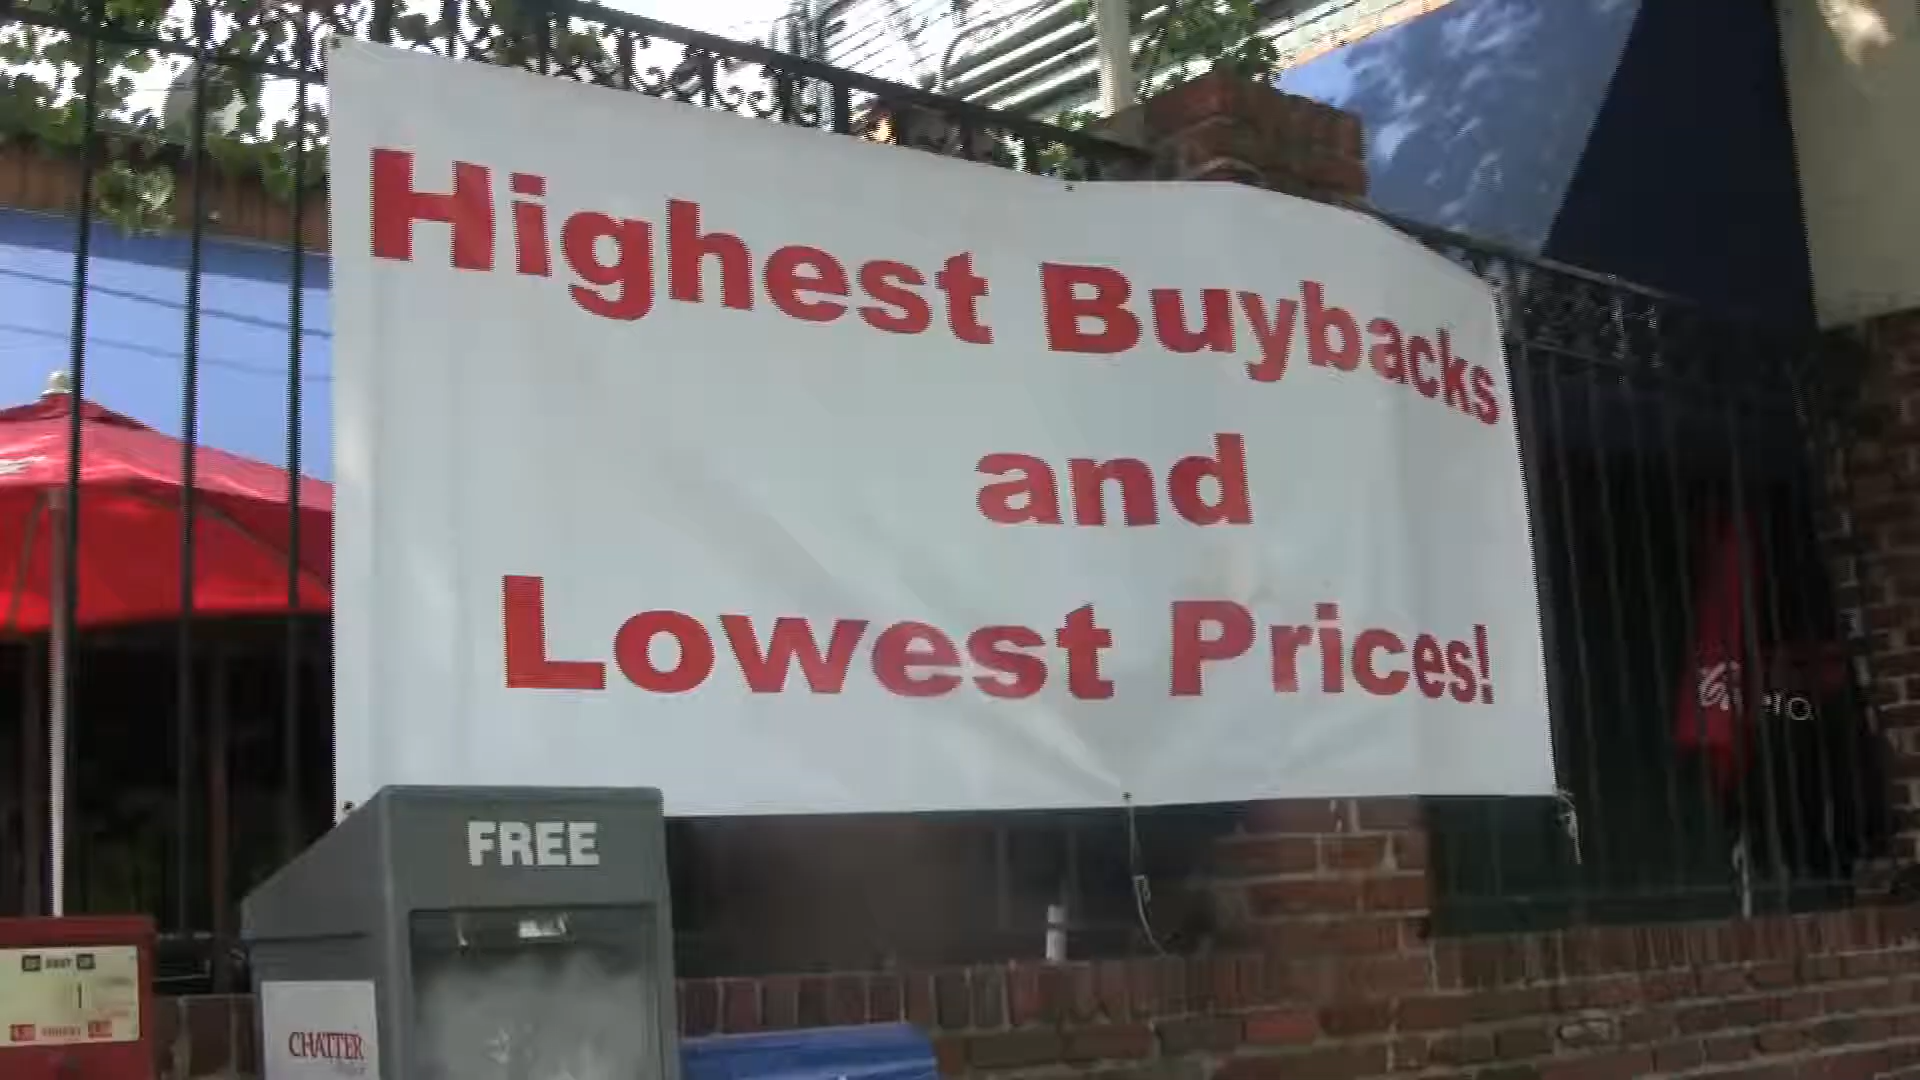 Highest Buybacks
and
Lowest Prices!
FREE
CHATTER